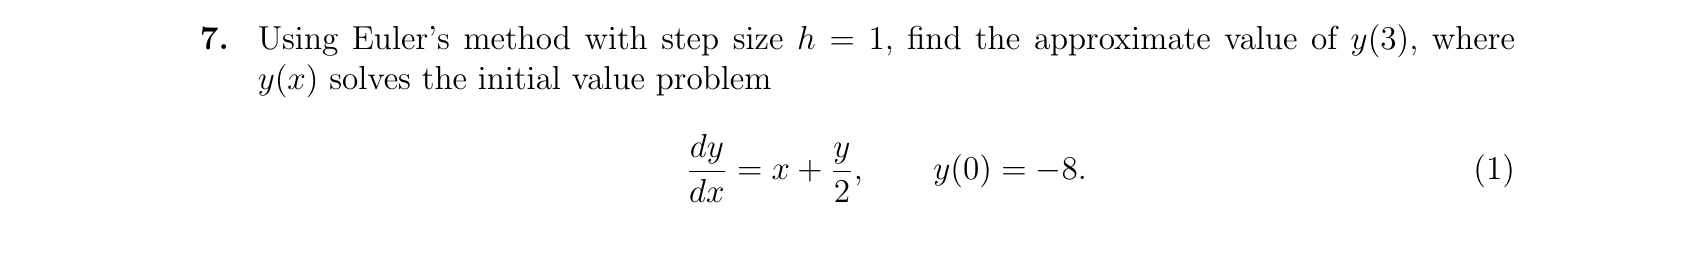 7. Using Euler's method with step size h = 1, find the approximate value of y(3), where
y(x) solves the initial value problem
dy/dx = x + y/2, y(0) = −8. (1)